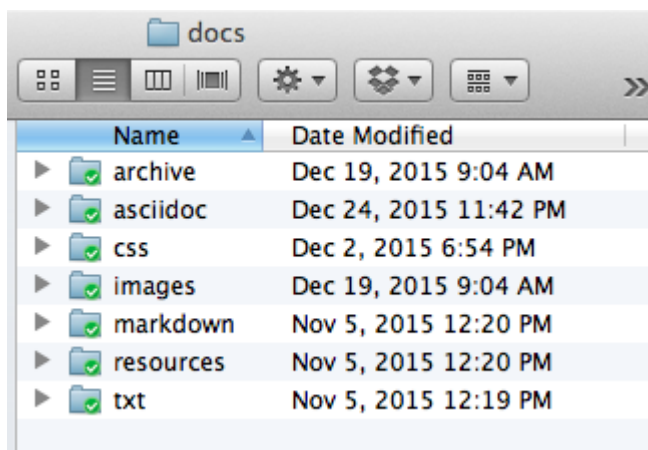 docs
Name Date Modified
archive Dec 19, 2015 9:04 AM
asciidoc Dec 24, 2015 11:42 PM
css Dec 2, 2015 6:54 PM
images Dec 19, 2015 9:04 AM
markdown Nov 5, 2015 12:20 PM
resources Nov 5, 2015 12:20 PM
txt Nov 5, 2015 12:19 PM